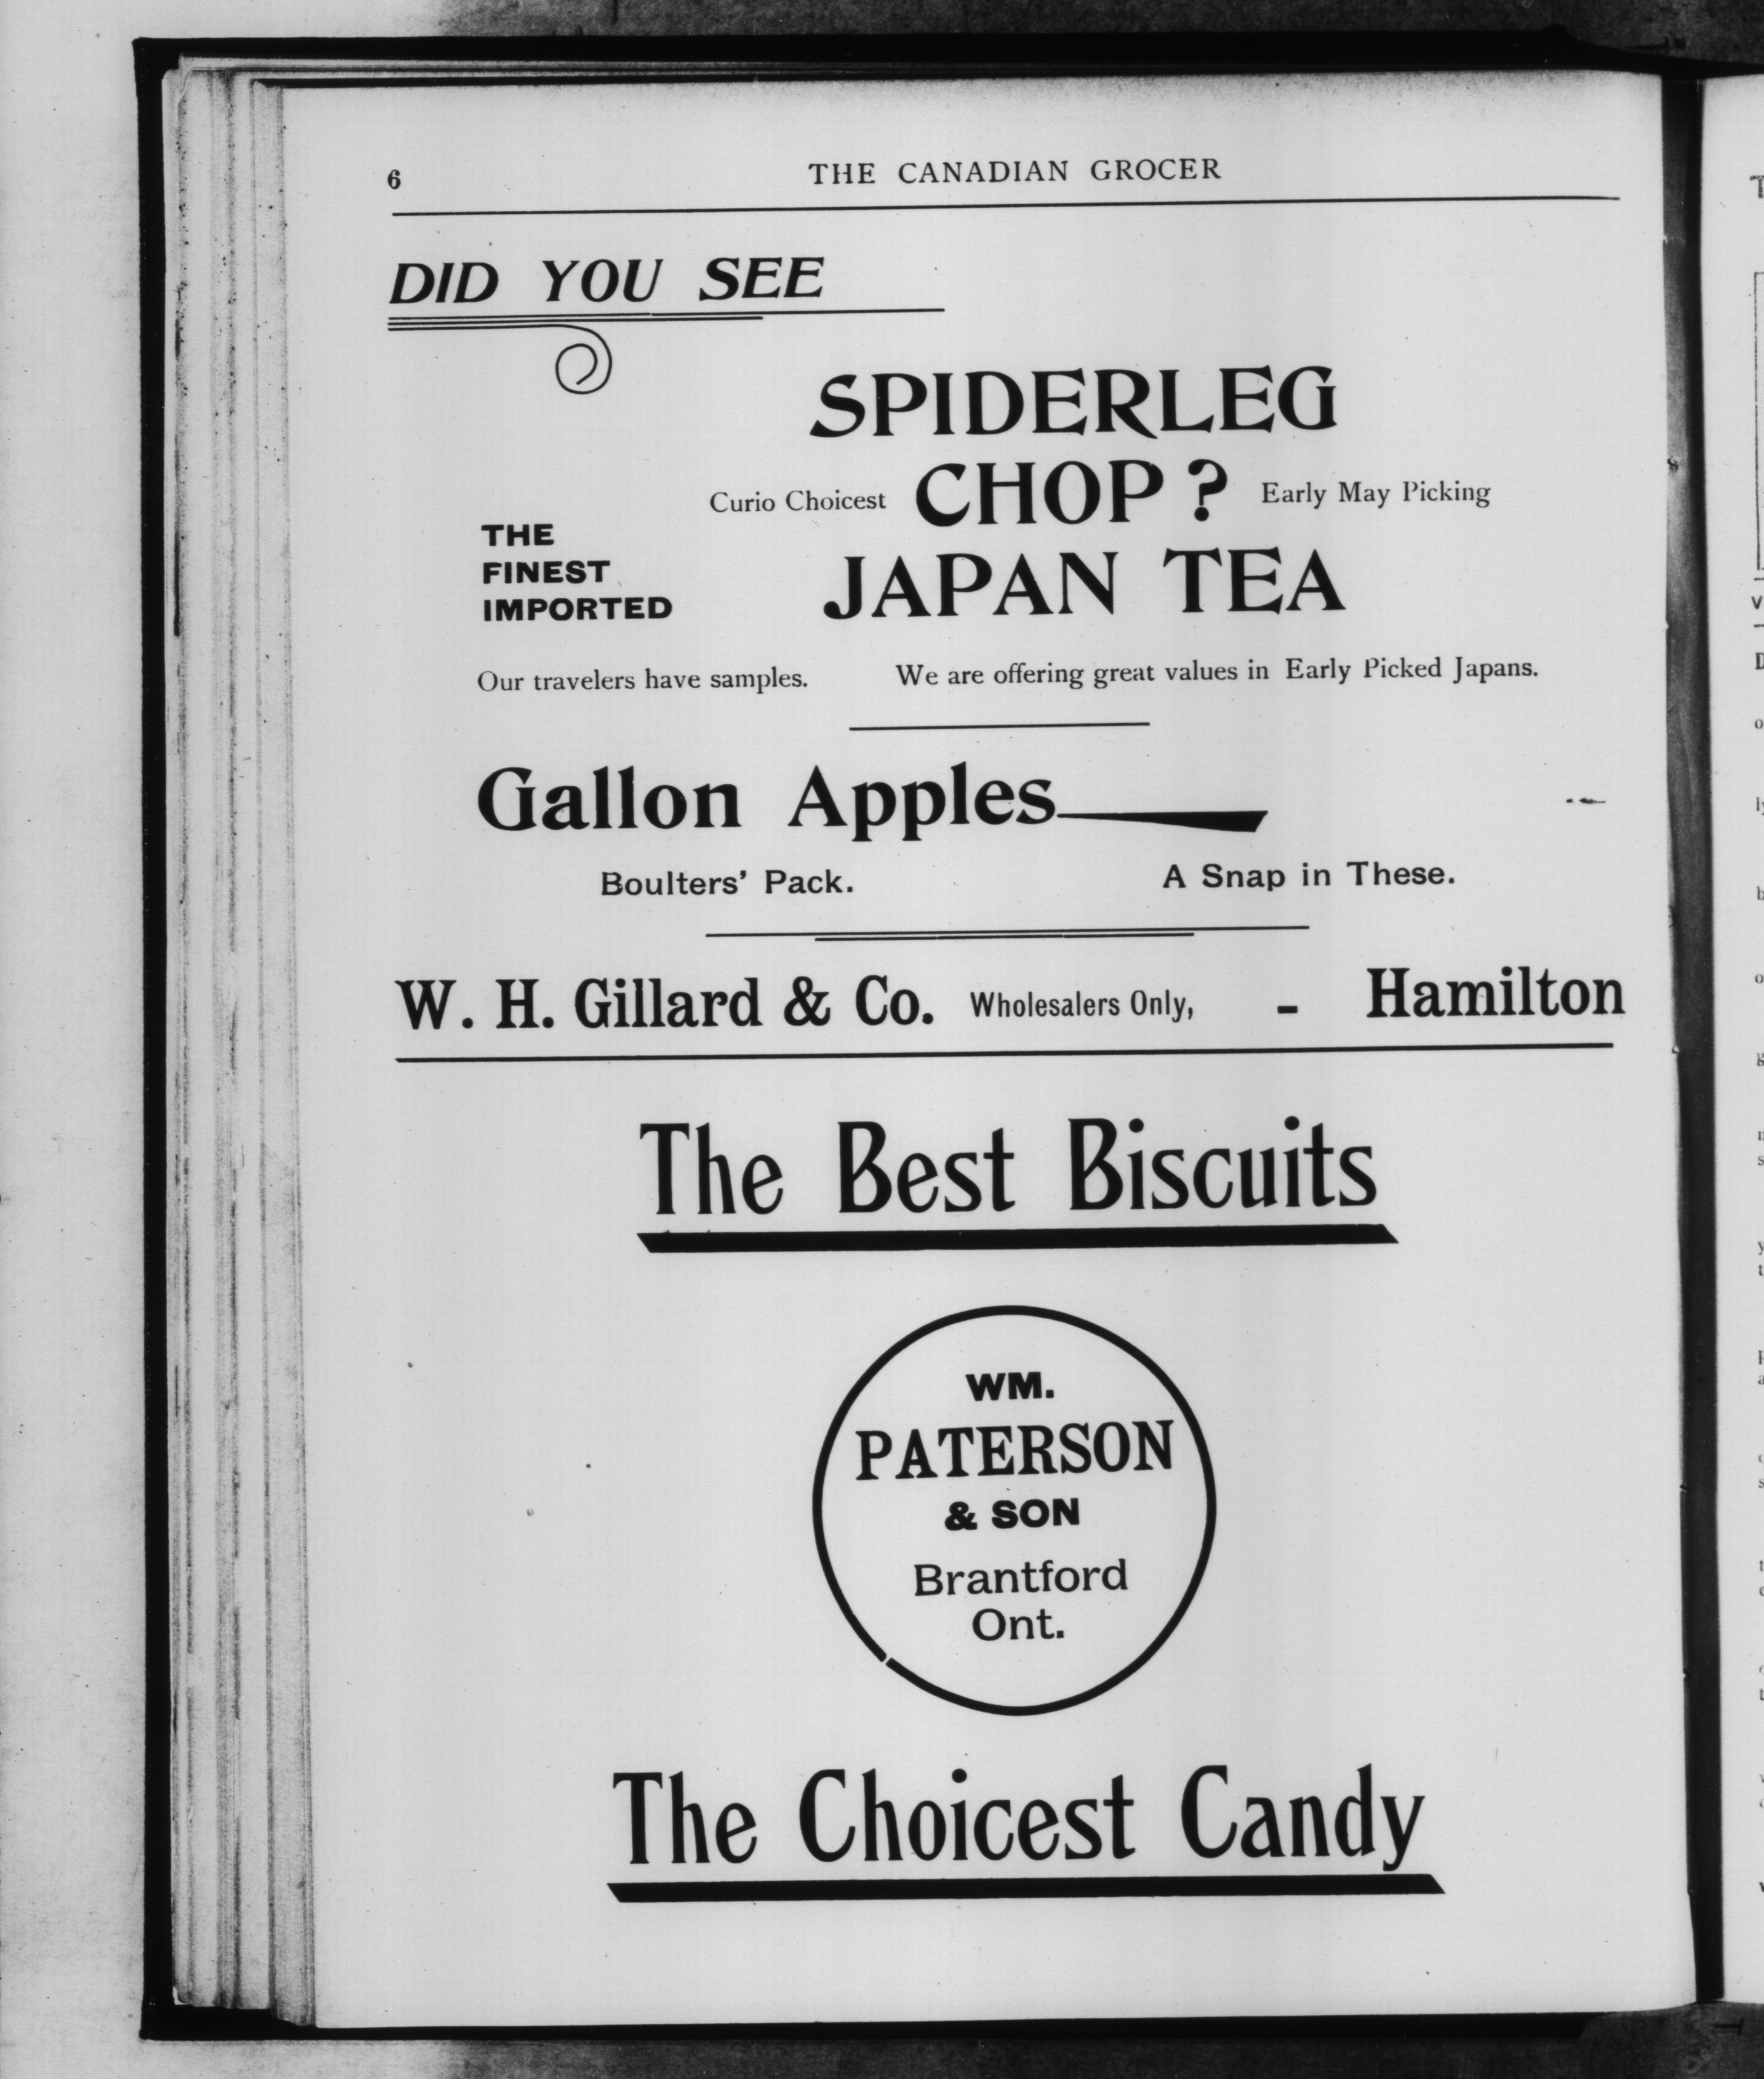 6 THE CANADIAN GROCER
DID YOU SEE
SPIDERLEG
Curio Choicest CHOP ? Early May Picking
THE
FINEST
IMPORTED
JAPAN TEA
Our travelers have samples. We are offering great values in Early Picked Japans.
Gallon Apples
Boulters' Pack. A Snap in These.
W. H. Gillard & Co. Wholesalers Only, - Hamilton
The Best Biscuits
WM.
PATERSON
& SON
Brantford
Ont.
The Choicest Candy